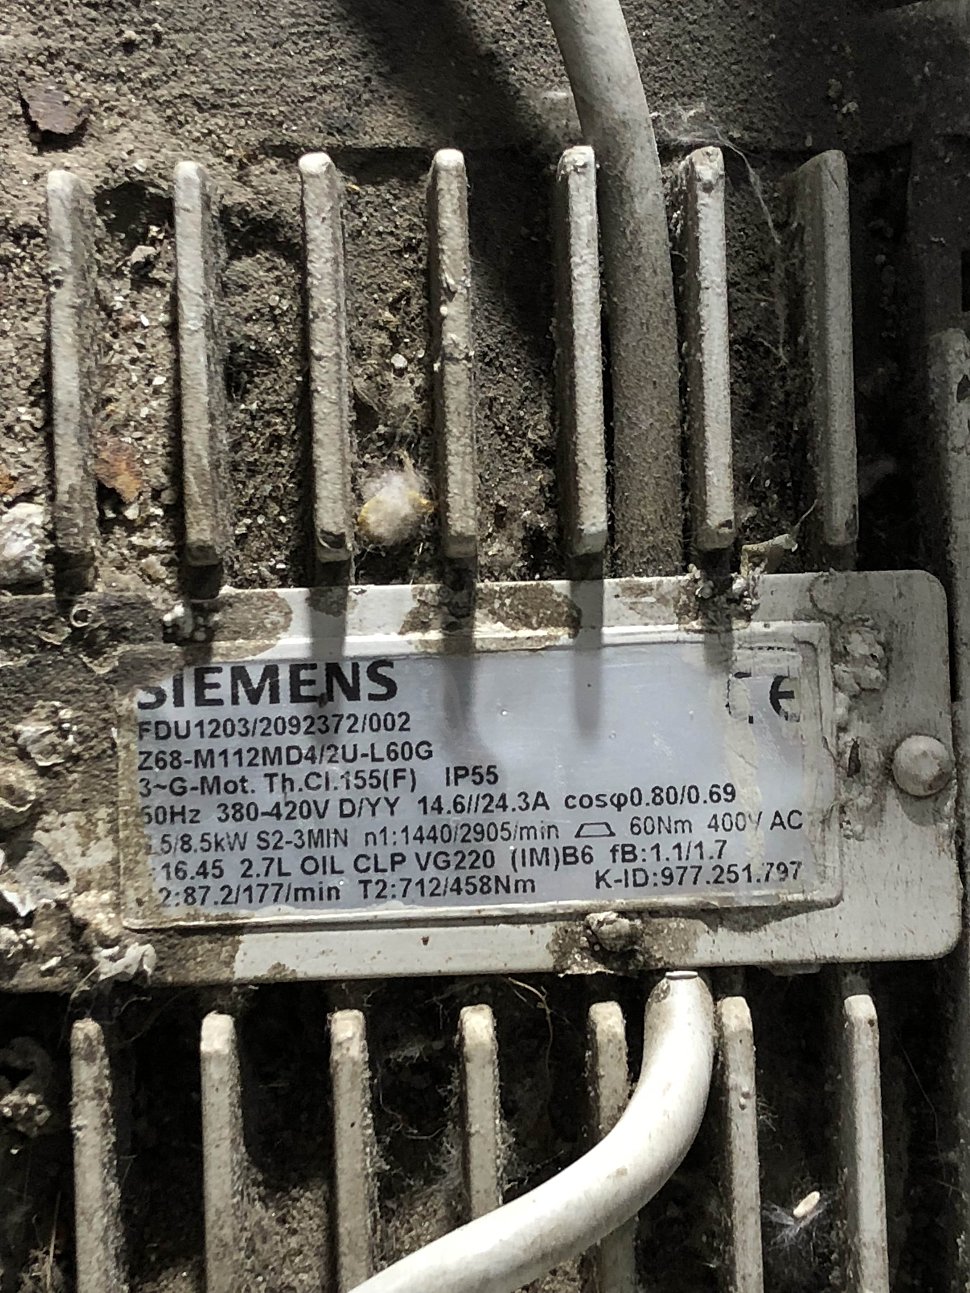 SIEMENS
FDU1203/2092372/002
Z68-M112MD4/2U-L60G
3~G-Mot. Th.Cl.155(F) IP55
50Hz 380-420V D/YY 14.6//24.3A cosφ0.80/0.69
.5/8.5kW S2-3MIN n1:1440/2905/min 60Nm 400V AC
:16.45 2.7L OIL CLP VG220 (IM)B6 fB:1.1/1.7
2:87.2/177/min T2:712/458Nm K-ID:977.251.797